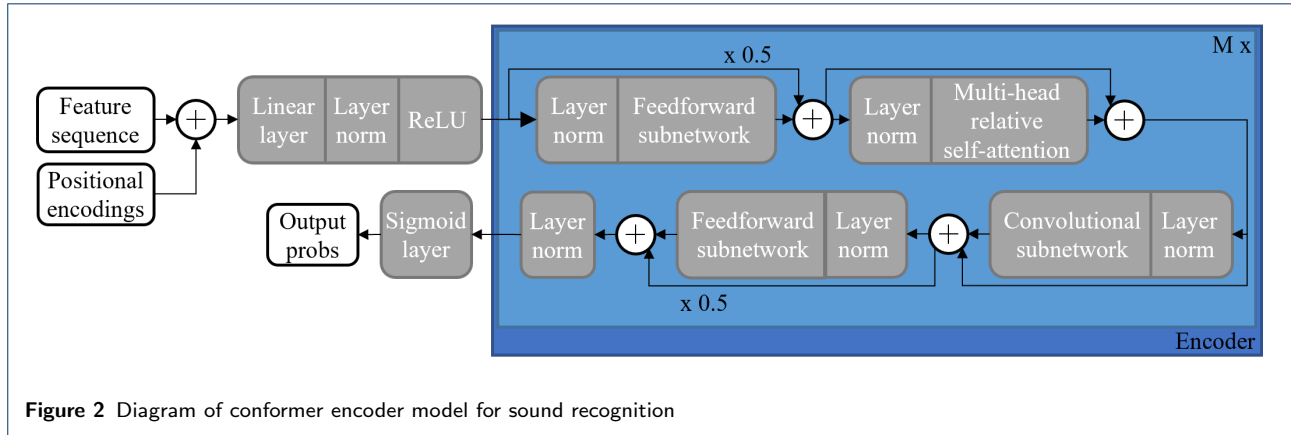 M x
x 0.5
Feature
sequence
+
Linear
layer
Layer
norm
ReLU
Layer
norm
Feedforward
subnetwork
+
Layer
norm
Multi-head
relative
self-attention
+
Positional
encodings
Output
probs
Sigmoid
layer
Layer
norm
+
Feedforward
subnetwork
Layer
norm
+
Convolutional
subnetwork
Layer
norm
x 0.5
Encoder
Figure 2 Diagram of conformer encoder model for sound recognition